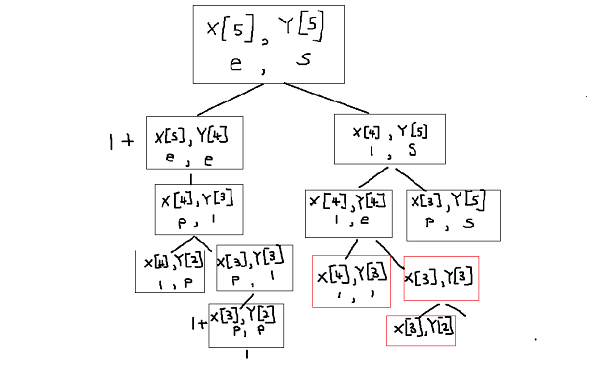 X[5], Y[5]
e , s
1+ X[5], Y[4]
e , e
X[4], Y[5]
l , S
X[4], Y[3]
P , l
X[4], Y[4]
l , e
X[3], Y[5]
P , S
X[4], Y[2]
l , P
X[3], Y[3]
P , l
X[4], Y[3]
l , l
X[3], Y[3]
1+ X[3], Y[2]
P, P
X[3], Y[2]
1